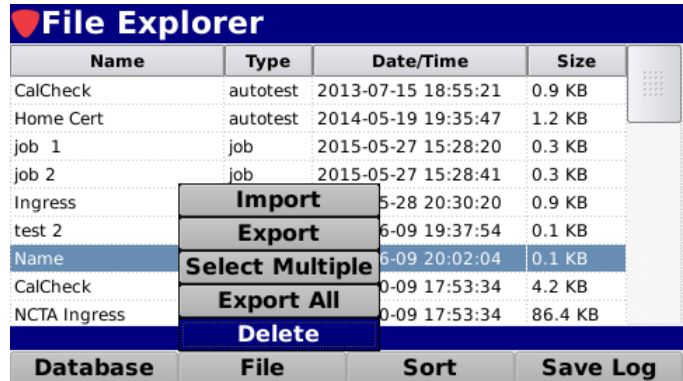 File Explorer
Name Type Date/Time Size
CalCheck autotest 2013-07-15 18:55:21 0.9 KB
Home Cert autotest 2014-05-19 19:35:47 1.2 KB
job 1 job 2015-05-27 15:28:20 0.3 KB
job 2 job 2015-05-27 15:28:41 0.3 KB
Ingress 5-28 20:30:20 0.9 KB
test 2 6-09 19:37:54 0.1 KB
Name 6-09 20:02:04 0.1 KB
CalCheck 0-09 17:53:34 4.2 KB
NCTA Ingress 0-09 17:53:34 86.4 KB
Import
Export
Select Multiple
Export All
Delete
Database File Sort Save Log